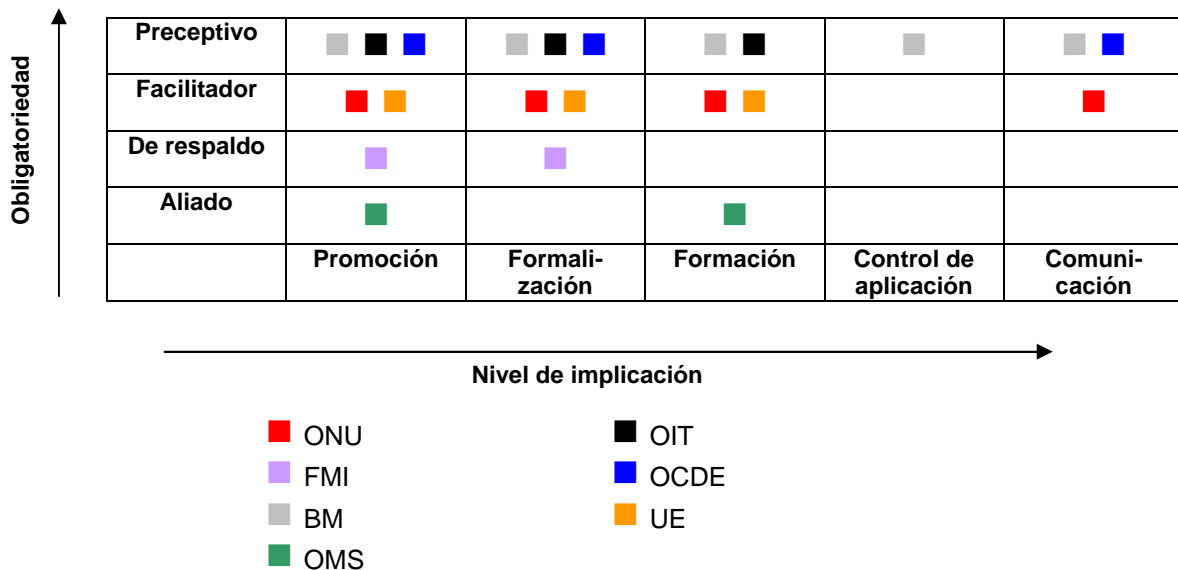 Obligatoriedad
Preceptivo
Facilitador
De respaldo
Aliado
Promoción
Formali-
zación
Formación
Control de
aplicación
Comuni-
cación
Nivel de implicación
ONU
OIT
FMI
OCDE
BM
UE
OMS